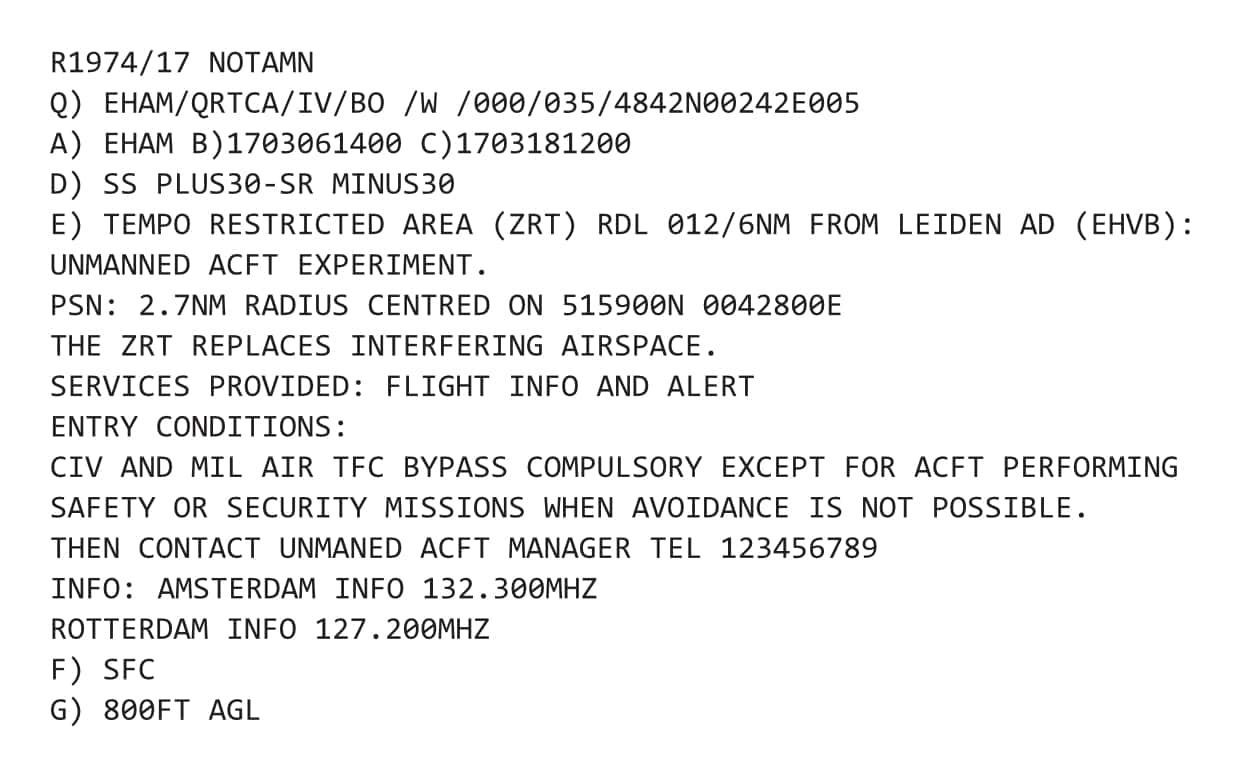 R1974/17 NOTAMN
Q) EHAM/QRTCA/IV/BO /W /000/035/4842N00242E005
A) EHAM B)1703061400 C)1703181200
D) SS PLUS30-SR MINUS30
E) TEMPO RESTRICTED AREA (ZRT) RDL 012/6NM FROM LEIDEN AD (EHVB):
UNMANNED ACFT EXPERIMENT.
PSN: 2.7NM RADIUS CENTRED ON 515900N 0042800E
THE ZRT REPLACES INTERFERING AIRSPACE.
SERVICES PROVIDED: FLIGHT INFO AND ALERT
ENTRY CONDITIONS:
CIV AND MIL AIR TFC BYPASS COMPULSORY EXCEPT FOR ACFT PERFORMING
SAFETY OR SECURITY MISSIONS WHEN AVOIDANCE IS NOT POSSIBLE.
THEN CONTACT UNMANED ACFT MANAGER TEL 123456789
INFO: AMSTERDAM INFO 132.300MHZ
ROTTERDAM INFO 127.200MHZ
F) SFC
G) 800FT AGL